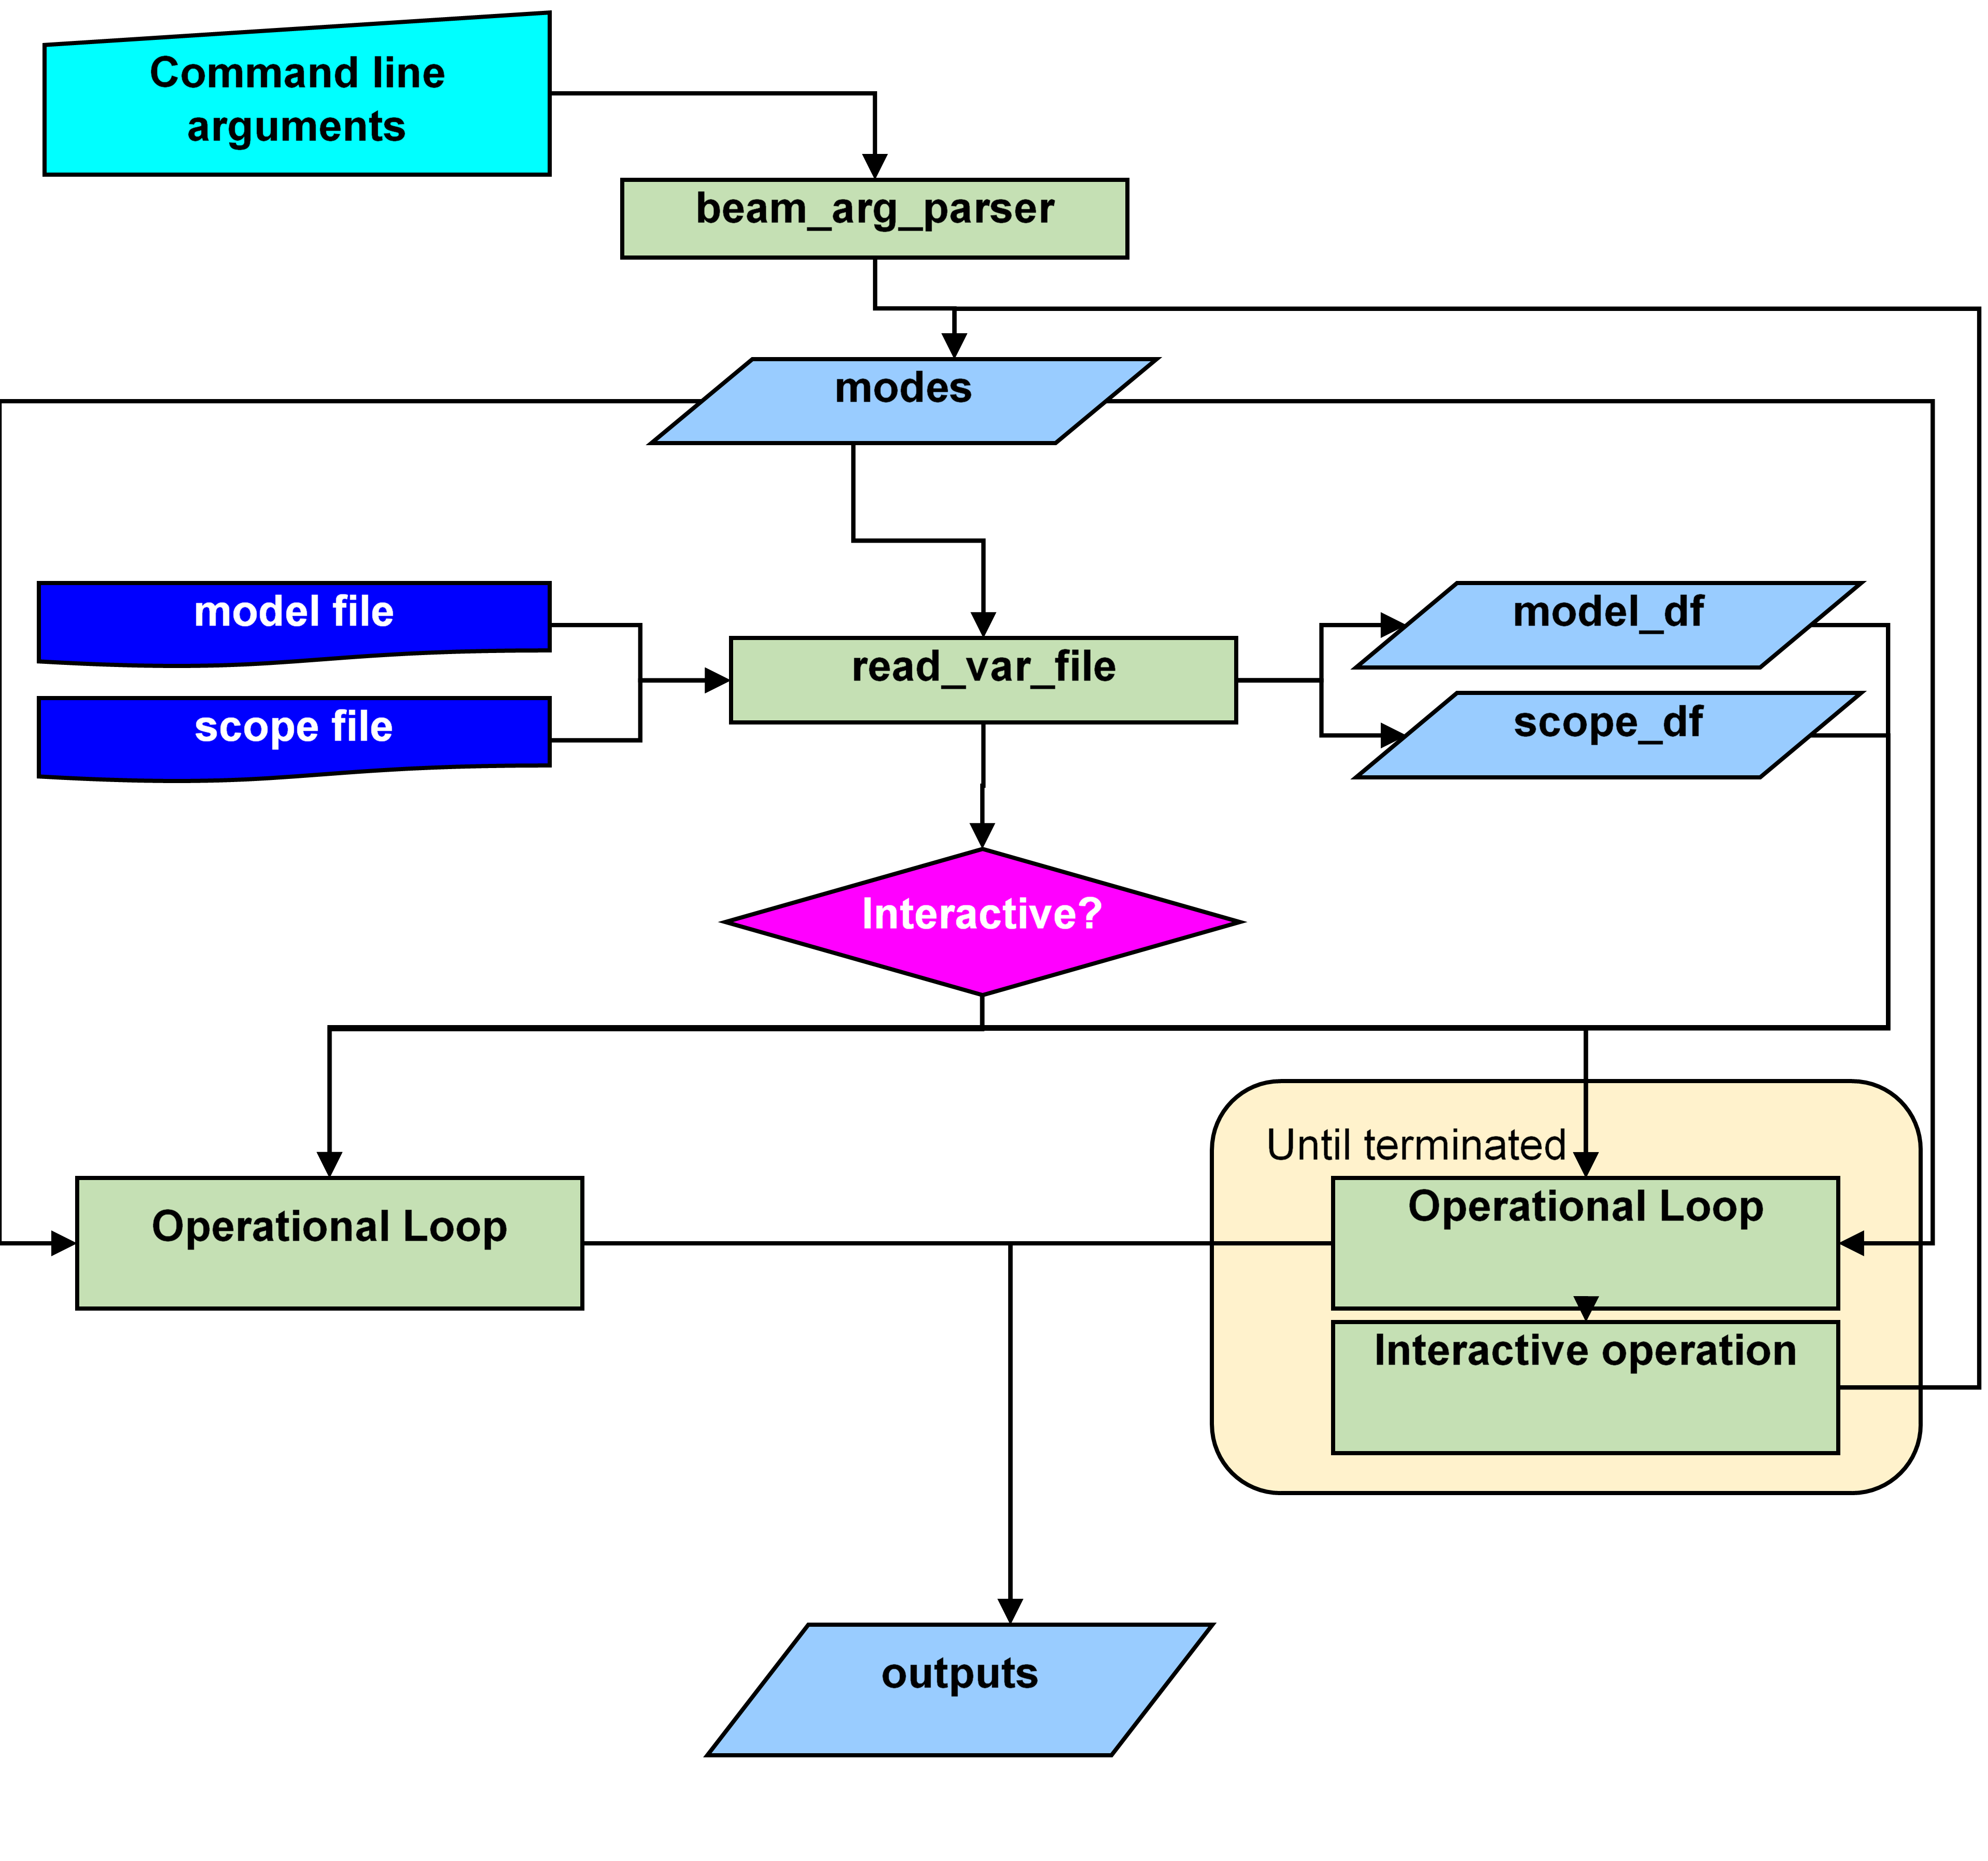 Command line
arguments
beam_arg_parser
modes
model file
model_df
read_var_file
scope file
scope_df
Interactive?
Until terminated
Operational Loop
Operational Loop
Interactive operation
outputs